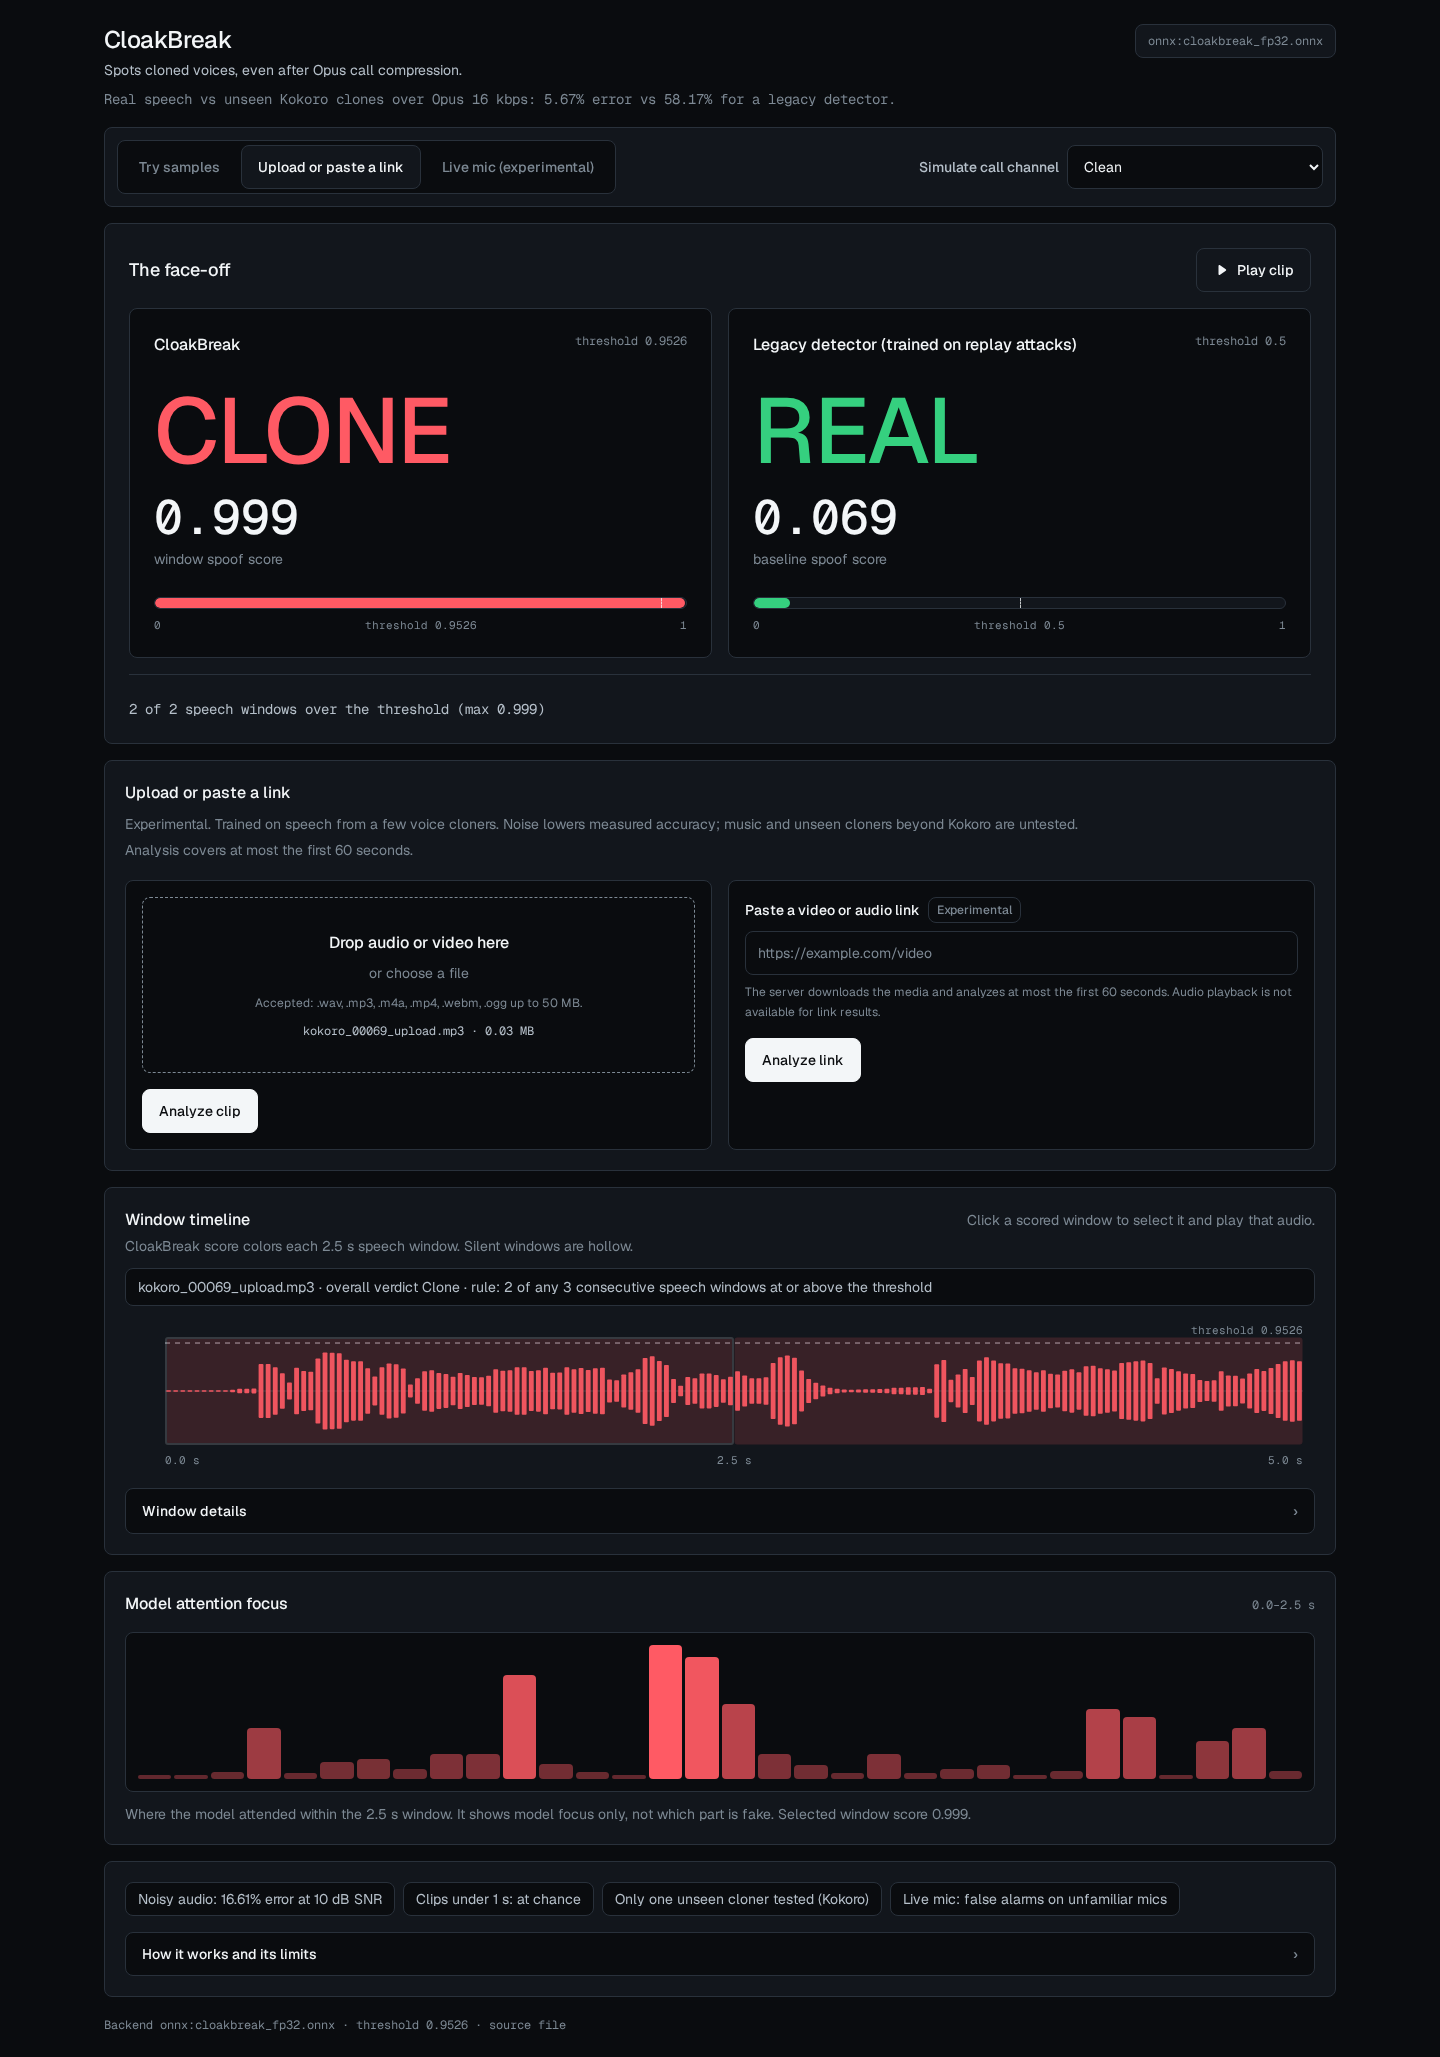 CloakBreak
onnx:cloakbreak_fp32.onnx
Spots cloned voices, even after Opus call compression.
Real speech vs unseen Kokoro clones over Opus 16 kbps: 5.67% error vs 58.17% for a legacy detector.
Try samples
Upload or paste a link
Live mic (experimental)
Simulate call channel
Clean
The face-off
Play clip
CloakBreak
threshold 0.9526
CLONE
0.999
window spoof score
0
threshold 0.9526
1
Legacy detector (trained on replay attacks)
threshold 0.5
REAL
0.069
baseline spoof score
0
threshold 0.5
1
2 of 2 speech windows over the threshold (max 0.999)
Upload or paste a link
Experimental. Trained on speech from a few voice cloners. Noise lowers measured accuracy; music and unseen cloners beyond Kokoro are untested.
Analysis covers at most the first 60 seconds.
Drop audio or video here
or choose a file
Accepted: .wav, .mp3, .m4a, .mp4, .webm, .ogg up to 50 MB.
kokoro_00069_upload.mp3 · 0.03 MB
Analyze clip
Paste a video or audio link
Experimental
https://example.com/video
The server downloads the media and analyzes at most the first 60 seconds. Audio playback is not
available for link results.
Analyze link
Window timeline
Click a scored window to select it and play that audio.
CloakBreak score colors each 2.5 s speech window. Silent windows are hollow.
kokoro_00069_upload.mp3 · overall verdict Clone · rule: 2 of any 3 consecutive speech windows at or above the threshold
threshold 0.9526
0.0 s
2.5 s
5.0 s
Window details
›
Model attention focus
0.0–2.5 s
Where the model attended within the 2.5 s window. It shows model focus only, not which part is fake. Selected window score 0.999.
Noisy audio: 16.61% error at 10 dB SNR
Clips under 1 s: at chance
Only one unseen cloner tested (Kokoro)
Live mic: false alarms on unfamiliar mics
How it works and its limits
›
Backend onnx:cloakbreak_fp32.onnx · threshold 0.9526 · source file